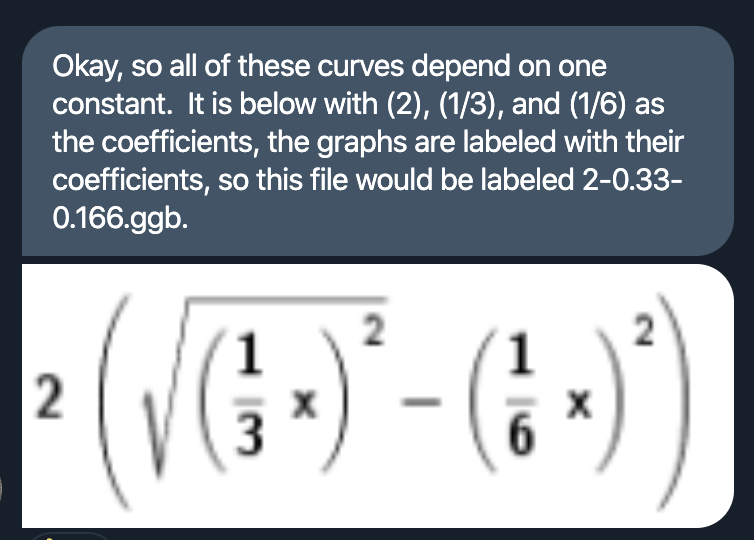 Okay, so all of these curves depend on one
constant.  It is below with (2), (1/3), and (1/6) as
the coefficients, the graphs are labeled with their
coefficients, so this file would be labeled 2-0.33-
0.166.ggb.
2 (√(1/3 x)² − (1/6 x)²)